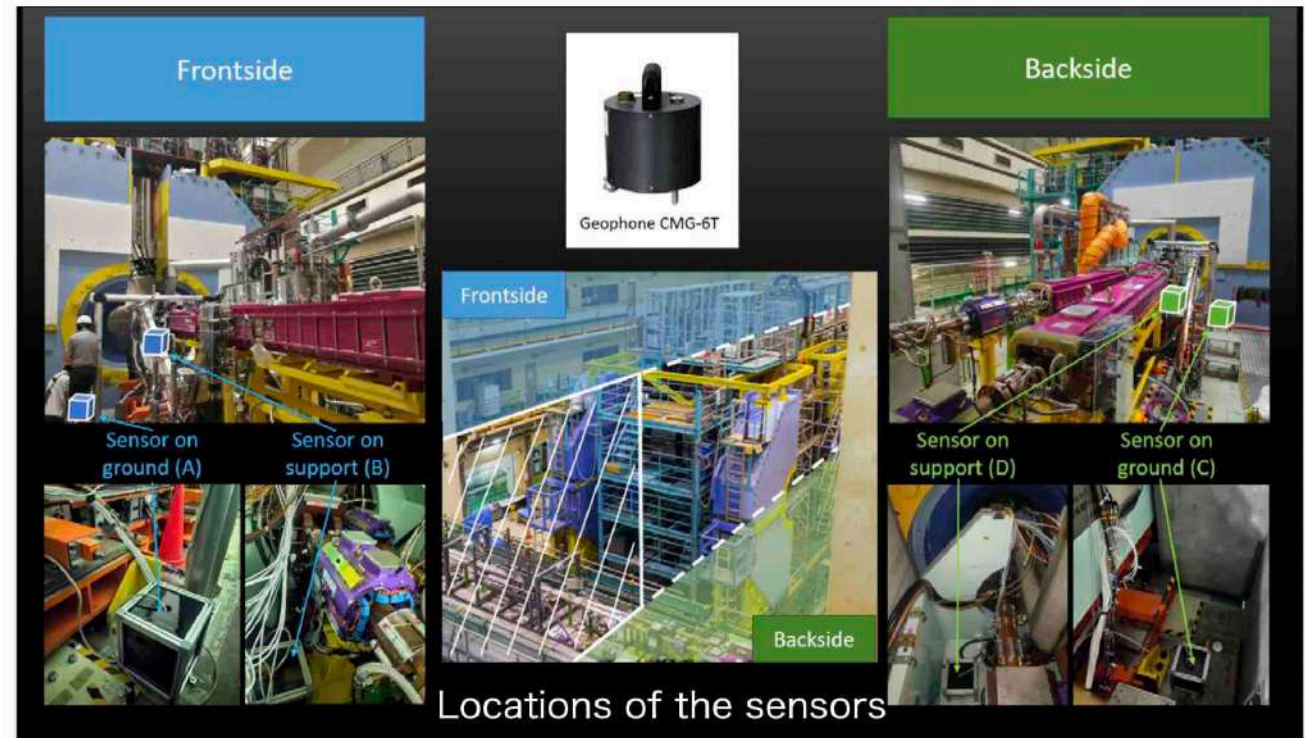 Frontside
Geophone CMG-6T
Backside
Frontside
Sensor on
ground (A)
Sensor on
support (B)
Sensor on
support (D)
Sensor on
ground (C)
Backside
Locations of the sensors